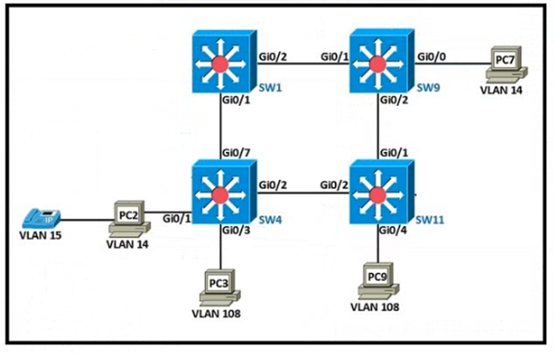 Gi0/2
Gi0/1
Gi0/0
PC7
SW1
SW9
VLAN 14
Gi0/1
Gi0/2
Gi0/7
Gi0/1
Gi0/2
Gi0/2
PC2
Gi0/1
SW4
SW11
IP
Gi0/3
Gi0/4
VLAN 15
VLAN 14
PC3
PC9
VLAN 108
VLAN 108